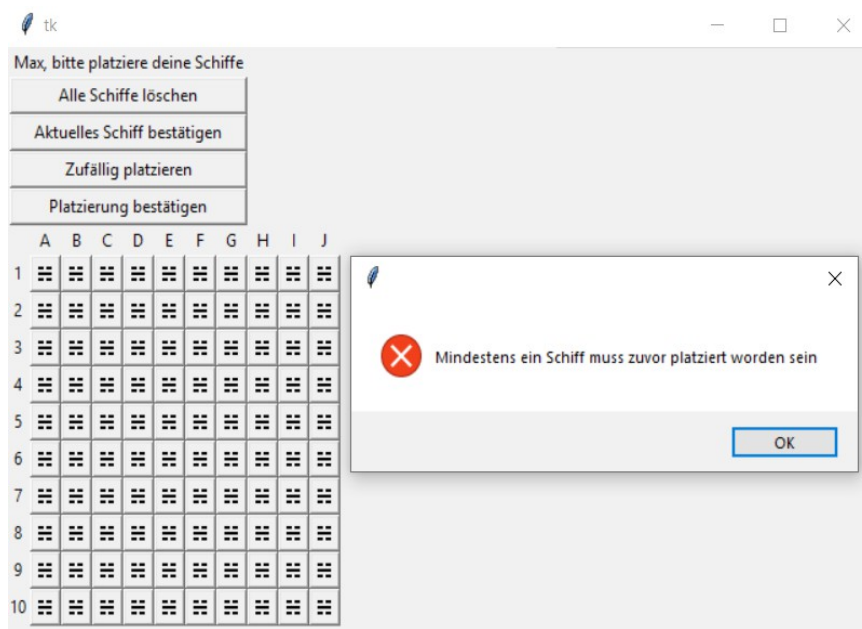 tk
Max, bitte platziere deine Schiffe
Alle Schiffe löschen
Aktuelles Schiff bestätigen
Zufällig platzieren
Platzierung bestätigen
A B C D E F G H I J
1 ䷜ ䷜ ䷜ ䷜ ䷜ ䷜ ䷜ ䷜ ䷜ ䷜
2 ䷜ ䷜ ䷜ ䷜ ䷜ ䷜ ䷜ ䷜ ䷜ ䷜
3 ䷜ ䷜ ䷜ ䷜ ䷜ ䷜ ䷜ ䷜ ䷜ ䷜
4 ䷜ ䷜ ䷜ ䷜ ䷜ ䷜ ䷜ ䷜ ䷜ ䷜
5 ䷜ ䷜ ䷜ ䷜ ䷜ ䷜ ䷜ ䷜ ䷜ ䷜
6 ䷜ ䷜ ䷜ ䷜ ䷜ ䷜ ䷜ ䷜ ䷜ ䷜
7 ䷜ ䷜ ䷜ ䷜ ䷜ ䷜ ䷜ ䷜ ䷜ ䷜
8 ䷜ ䷜ ䷜ ䷜ ䷜ ䷜ ䷜ ䷜ ䷜ ䷜
9 ䷜ ䷜ ䷜ ䷜ ䷜ ䷜ ䷜ ䷜ ䷜ ䷜
10 ䷜ ䷜ ䷜ ䷜ ䷜ ䷜ ䷜ ䷜ ䷜ ䷜
Mindestens ein Schiff muss zuvor platziert worden sein
OK